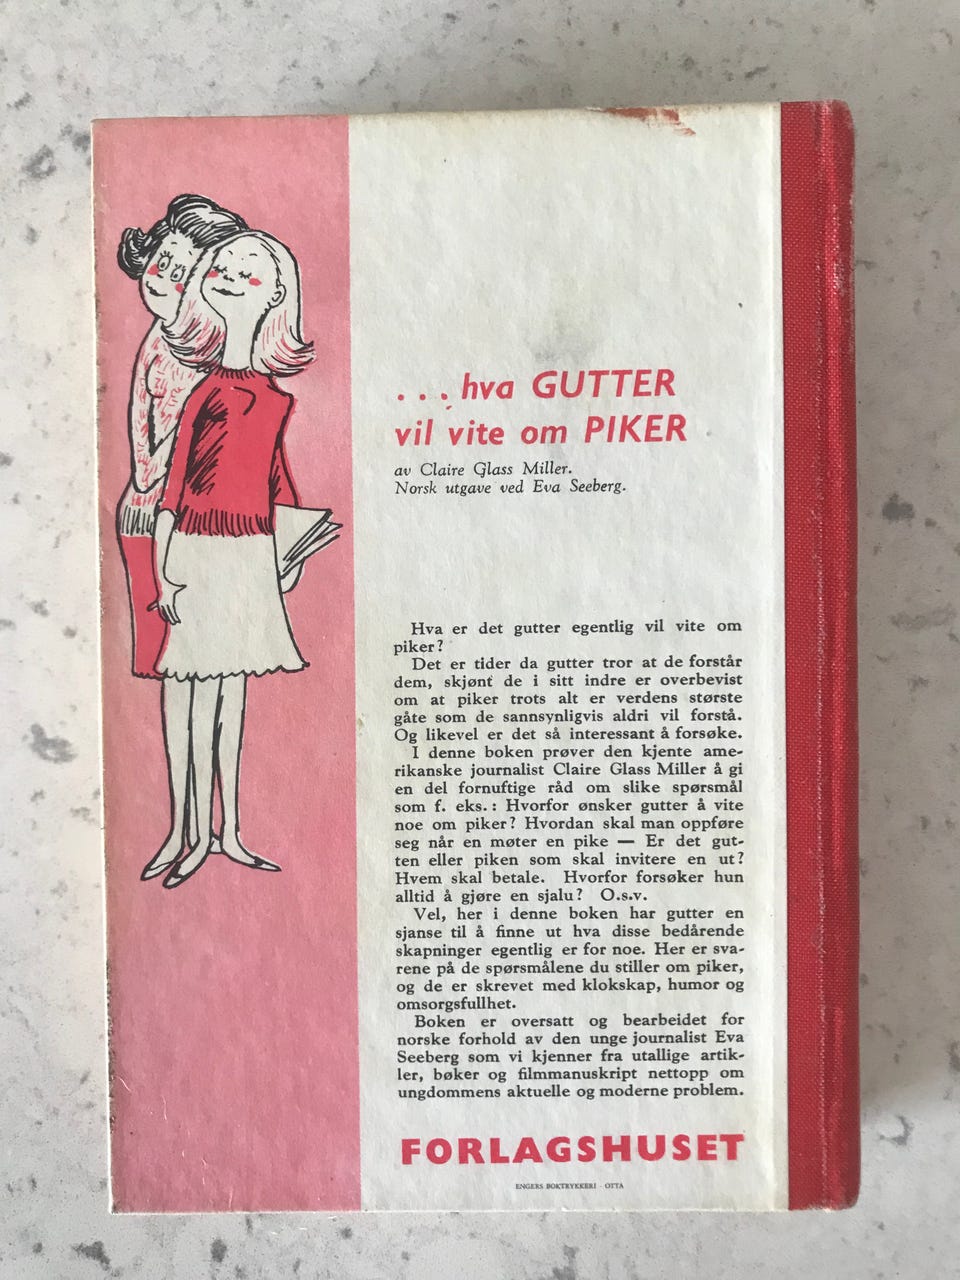 ...hva GUTTER
vil vite om PIKER
av Claire Glass Miller.
Norsk utgave ved Eva Seeberg.
Hva er det gutter egentlig vil vite om
piker?
Det er tider da gutter tror at de forstår
dem, skjønt de i sitt indre er overbevist
om at piker trots alt er verdens største
gåte som de sannsynligvis aldri vil forstå.
Og likevel er det så interessant å forsøke.
I denne boken prøver den kjente ame-
rikanske journalist Claire Glass Miller å gi
en del fornuftige råd om slike spørsmål
som f. eks.: Hvorfor ønsker gutter å vite
noe om piker? Hvordan skal man oppføre
seg når en møter en pike — Er det gut-
ten eller piken som skal invitere en ut?
Hvem skal betale. Hvorfor forsøker hun
alltid å gjøre en sjalu? O.s.v.
Vel, her i denne boken har gutter en
sjanse til å finne ut hva disse bedårende
skapninger egentlig er for noe. Her er sva-
rene på de spørsmålene du stiller om piker,
og de er skrevet med klokskap, humor og
omsorgsfullhet.
Boken er oversatt og bearbeidet for
norske forhold av den unge journalist Eva
Seeberg som vi kjenner fra utallige artik-
ler, bøker og filmmanuskript nettopp om
ungdommens aktuelle og moderne problem.
FORLAGSHUSET
ENGERS BOKTRYKKERI - OTTA